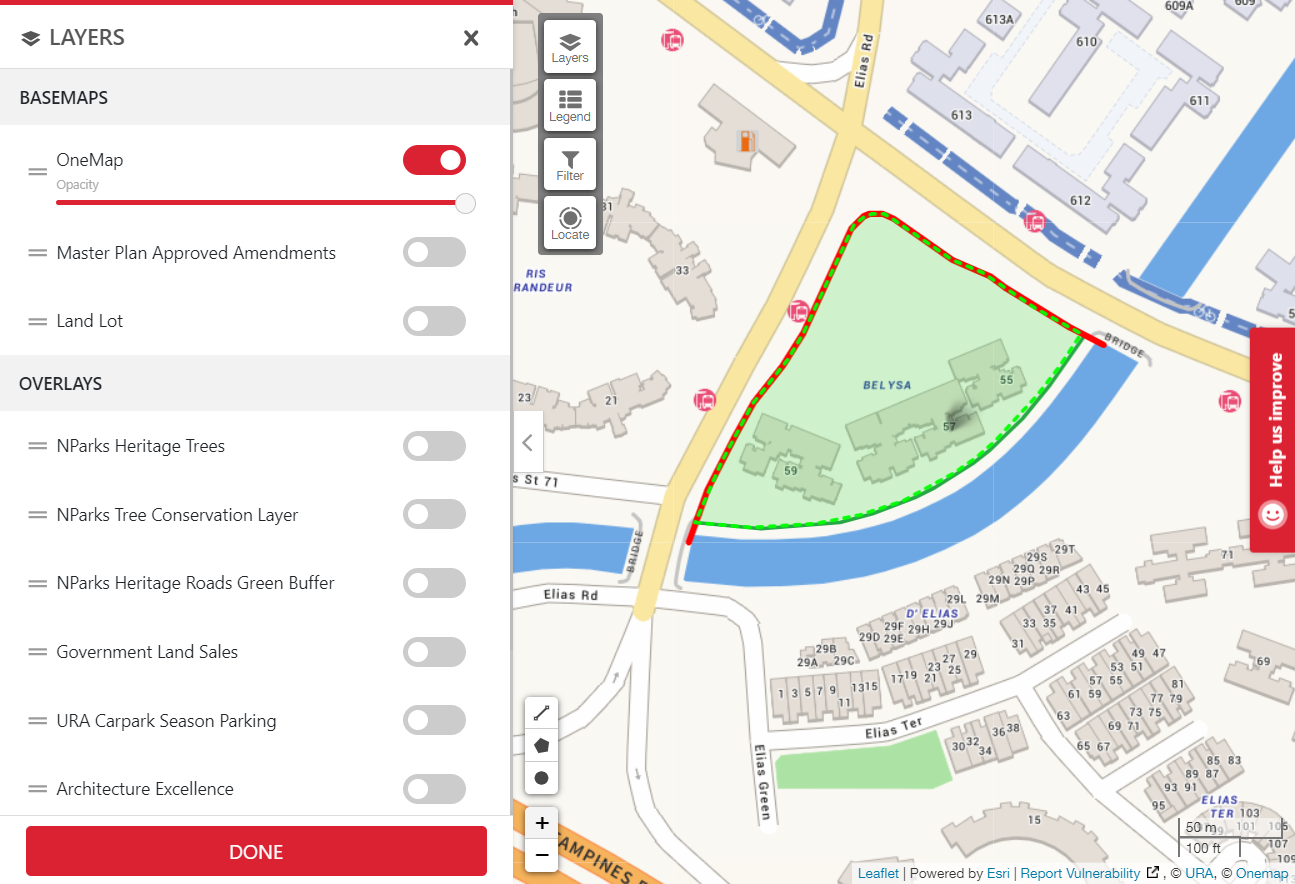 LAYERS
BASEMAPS
OneMap
Opacity
Master Plan Approved Amendments
Land Lot
OVERLAYS
NParks Heritage Trees
NParks Tree Conservation Layer
NParks Heritage Roads Green Buffer
Government Land Sales
URA Carpark Season Parking
Architecture Excellence
DONE
Layers
Legend
Filter
Locate
Elias Rd
613A
609A
609
610
611
613
612
31
33
RIS
RANDEUR
23
21
s St 71
BELYSA
55
57
59
BRIDGE
BRIDGE
Help us improve
Elias Rd
29S
29T
29Q
29R
29N
29P
29L
29M
D'ELIAS
29F
29H
29J
29D
29E
29B
29A
29C
43 45
37 41
33 35
31
71
69
1 3 5 7 9
11
1315
1719
21
23
25
27
29
49 47
53 51
57 55
61 59
63
81
77 79
73 75
69 71
65 67
Elias Ter
30
32
34
36
38
Elias Green
85 83
89 87
93 91
95
ELIAS
TER
103
101
105
99
107
109
15
TAMPINES
50 m
100 ft
+
−
Leaflet | Powered by Esri | Report Vulnerability , © URA, © Onemap